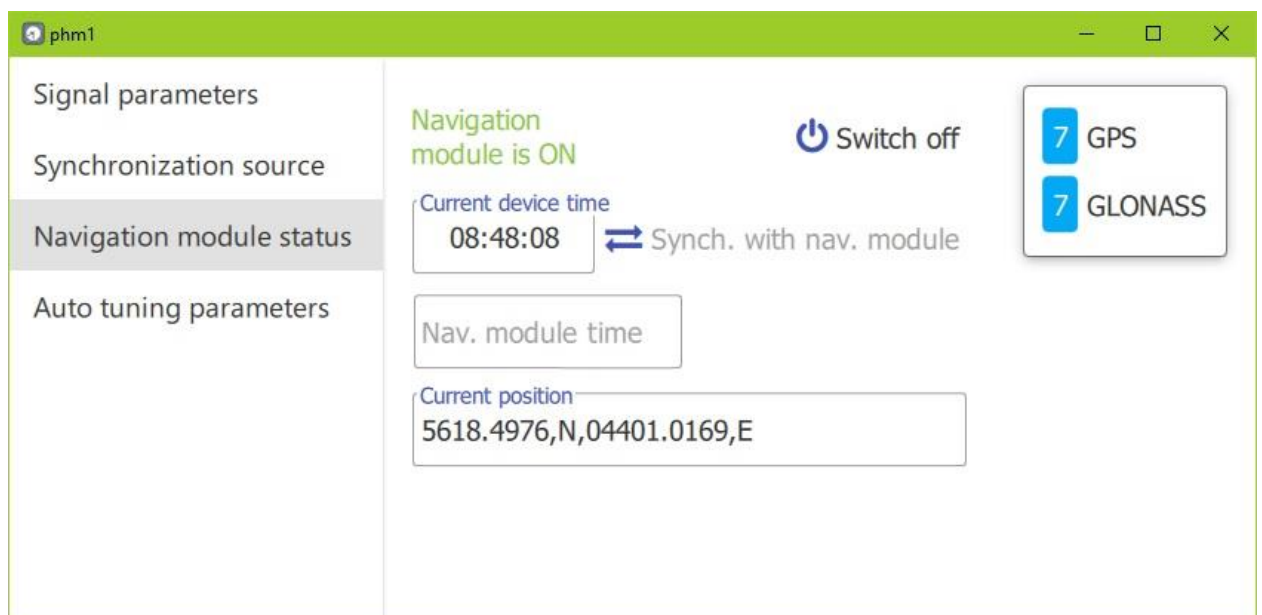 phm1
Signal parameters
Synchronization source
Navigation module status
Auto tuning parameters
Navigation
module is ON
Switch off
Current device time
08:48:08
Synch. with nav. module
Nav. module time
Current position
5618.4976,N,04401.0169,E
7 GPS
7 GLONASS